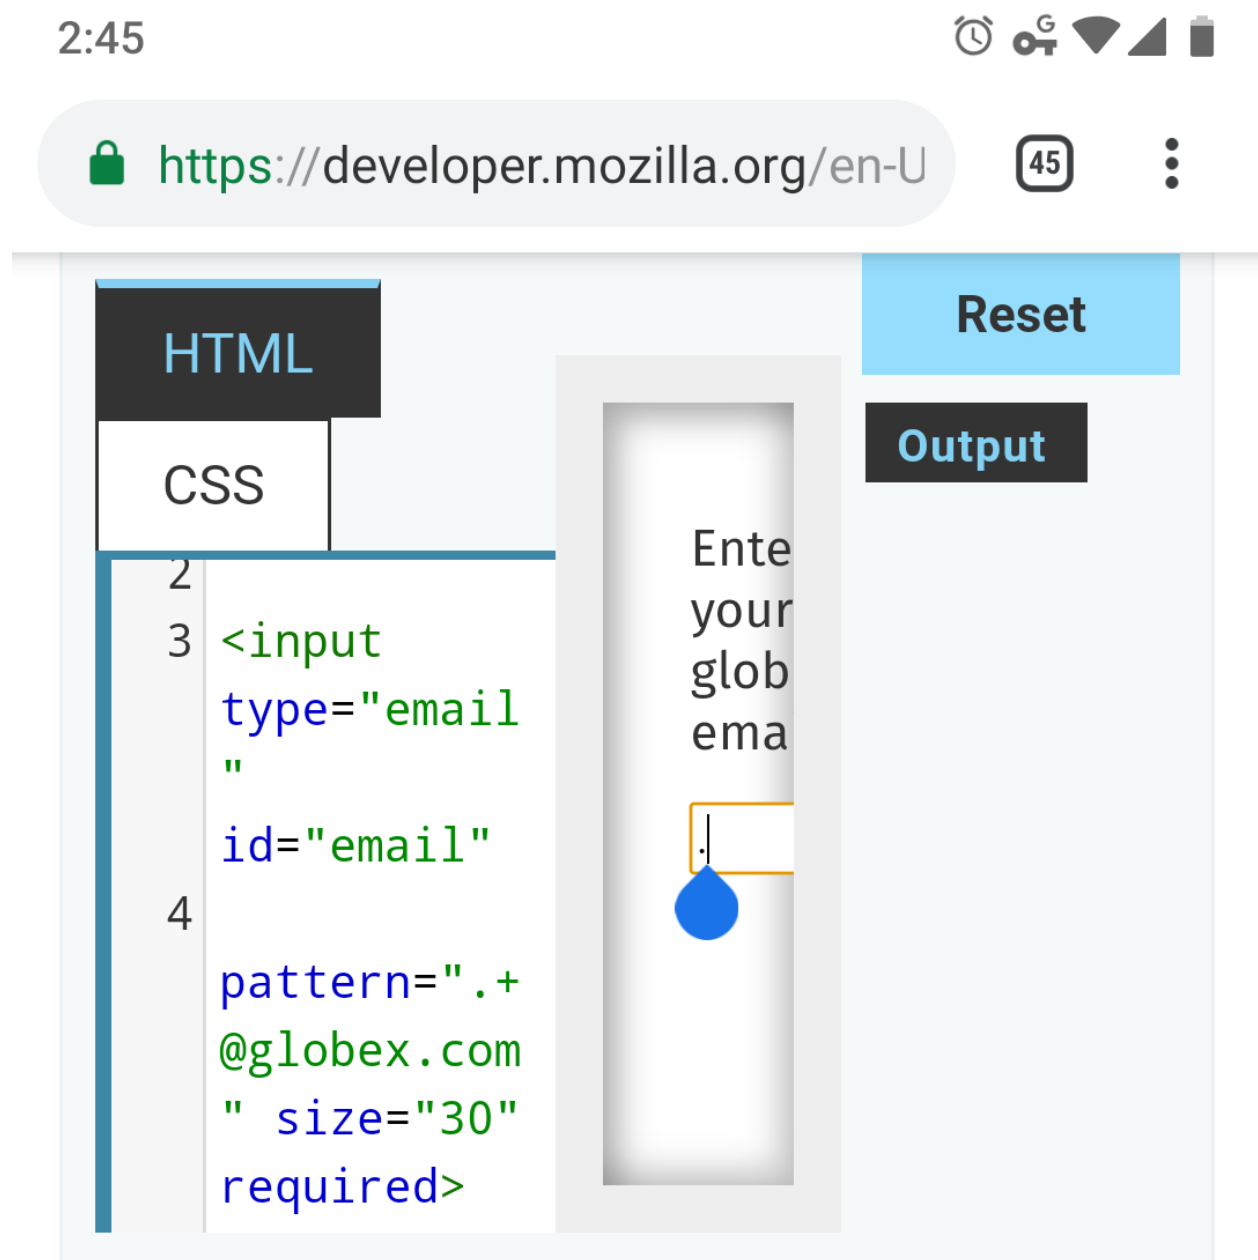 2:45
G
https://developer.mozilla.org/en-U
45
HTML
Reset
CSS
Output
2
3 <input
type="email
"
id="email"
4
pattern=".+
@globex.com
" size="30"
required>
Ente
your
glob
ema
.